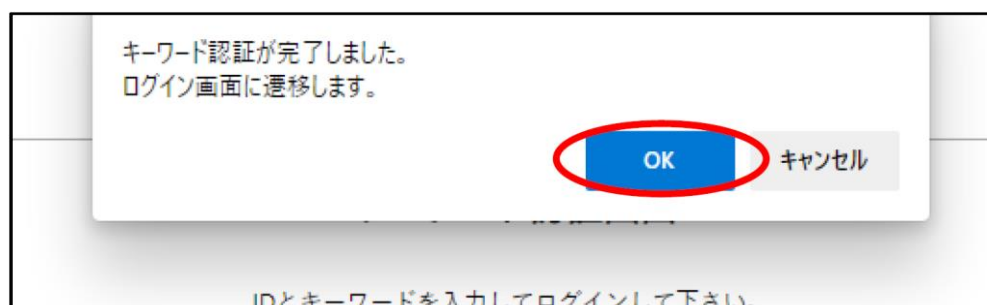 キーワード認証が完了しました。
ログイン画面に遷移します。
OK キャンセル
IDとキーワードを入力してログインして下さい。